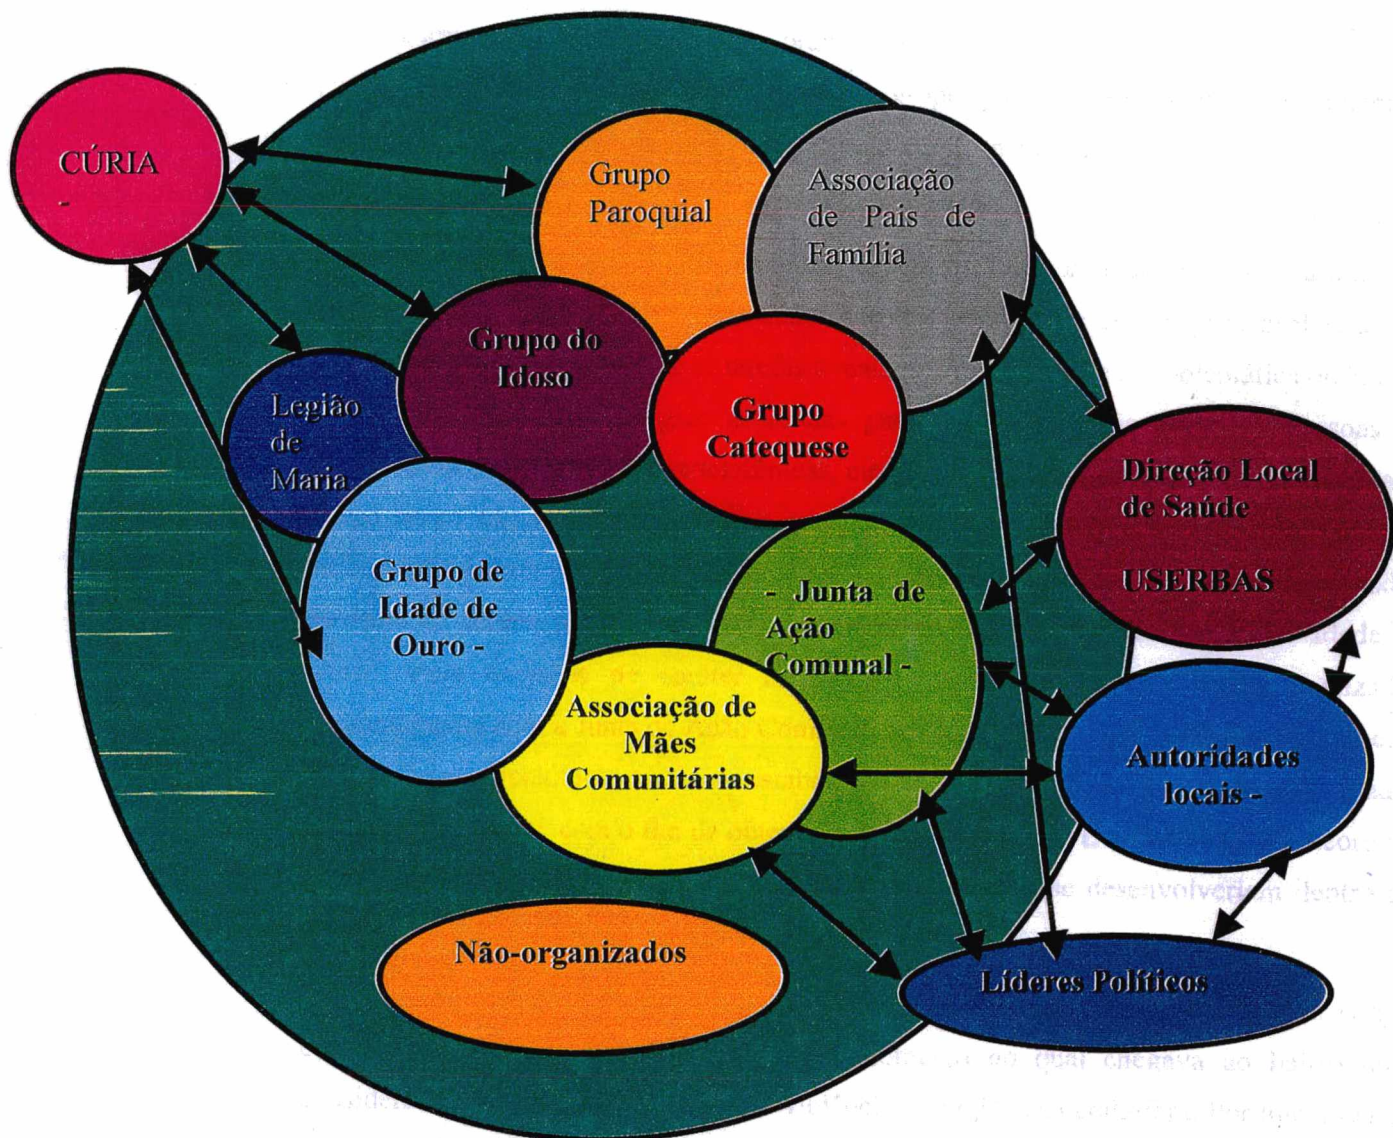 CÚRIA
-
Grupo
Paroquial
Associação
de Pais de
Família
Grupo do
Idoso
Legião
de
Maria
Grupo
Catequese
Direção Local
de Saúde
USERBAS
Grupo de
Idade de
Ouro -
- Junta de
Ação
Comunal -
Associação de
Mães
Comunitárias
Autoridades
locais -
Não-organizados
Líderes Políticos